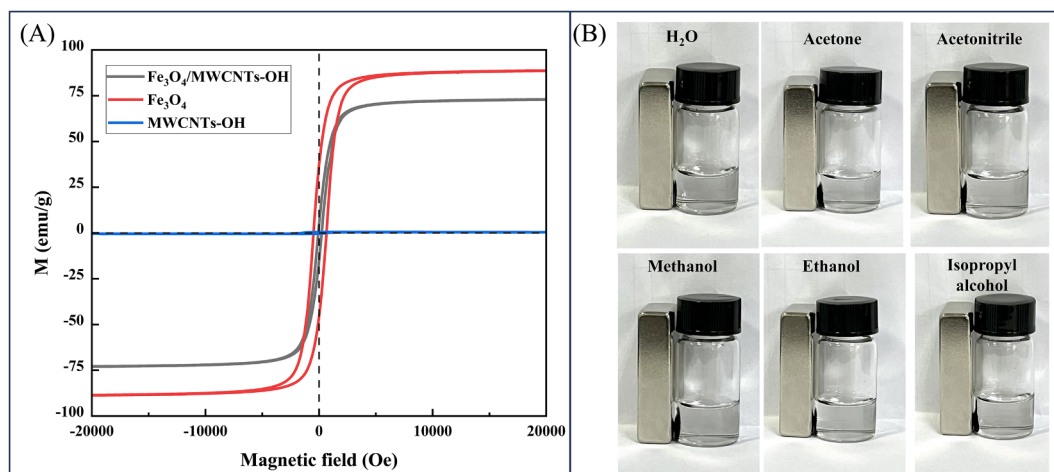 (A)
100
75
50
25
0
-25
-50
-75
-100
M (emu/g)
Fe₃O₄/MWCNTs-OH
Fe₃O₄
MWCNTs-OH
-20000 -10000 0 10000 20000
Magnetic field (Oe)
(B)
H₂O Acetone Acetonitrile
Methanol Ethanol Isopropyl
alcohol